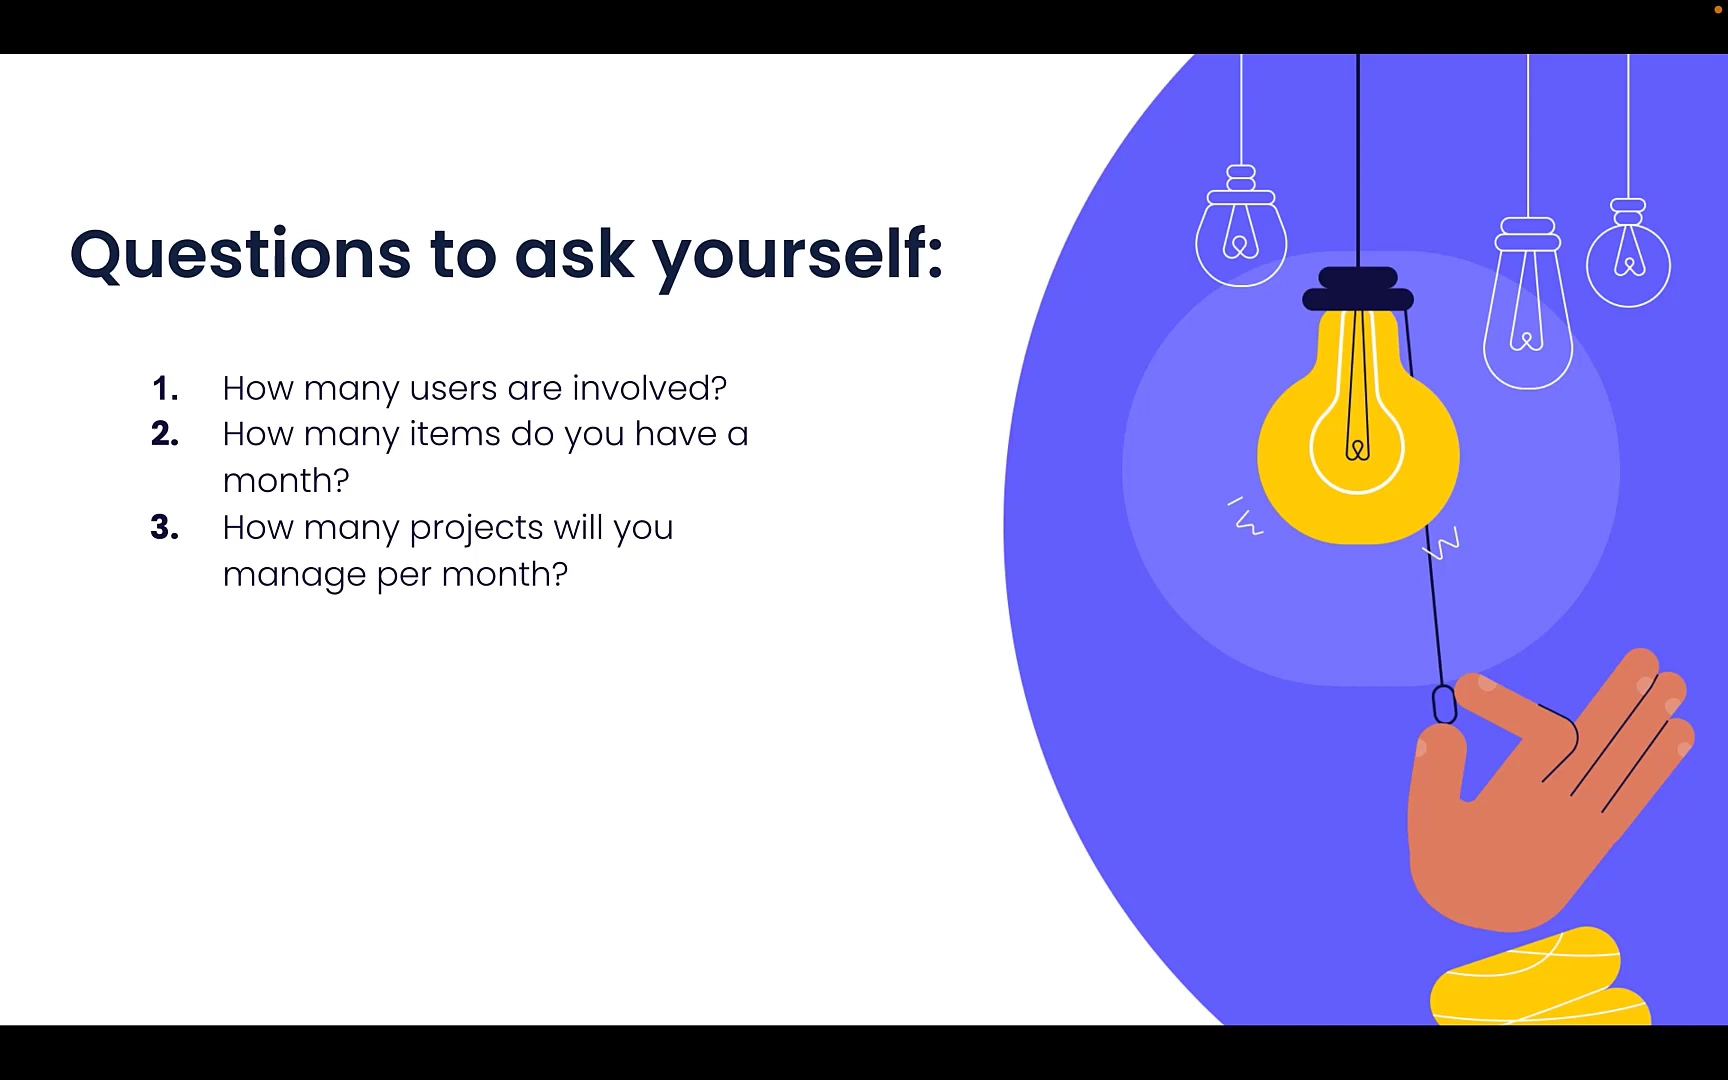 Questions to ask yourself:
1. How many users are involved?
2. How many items do you have a
month?
3. How many projects will you
manage per month?